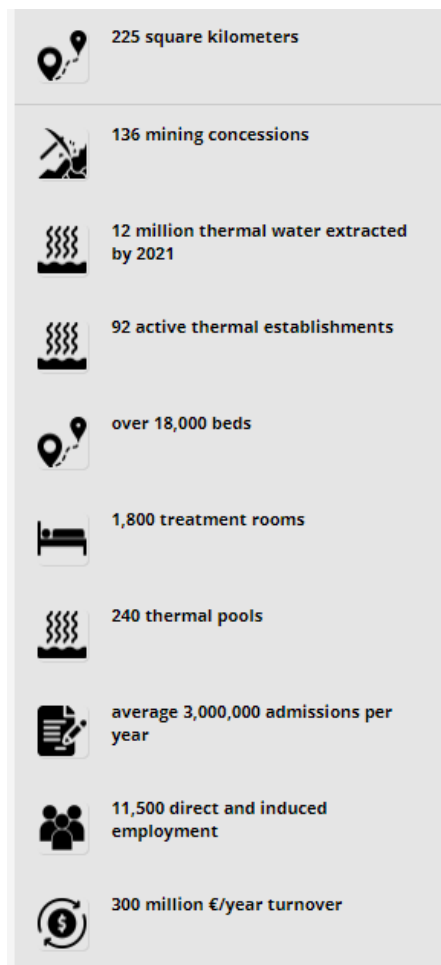 225 square kilometers
136 mining concessions
12 million thermal water extracted
by 2021
92 active thermal establishments
over 18,000 beds
1,800 treatment rooms
240 thermal pools
average 3,000,000 admissions per
year
11,500 direct and induced
employment
300 million €/year turnover